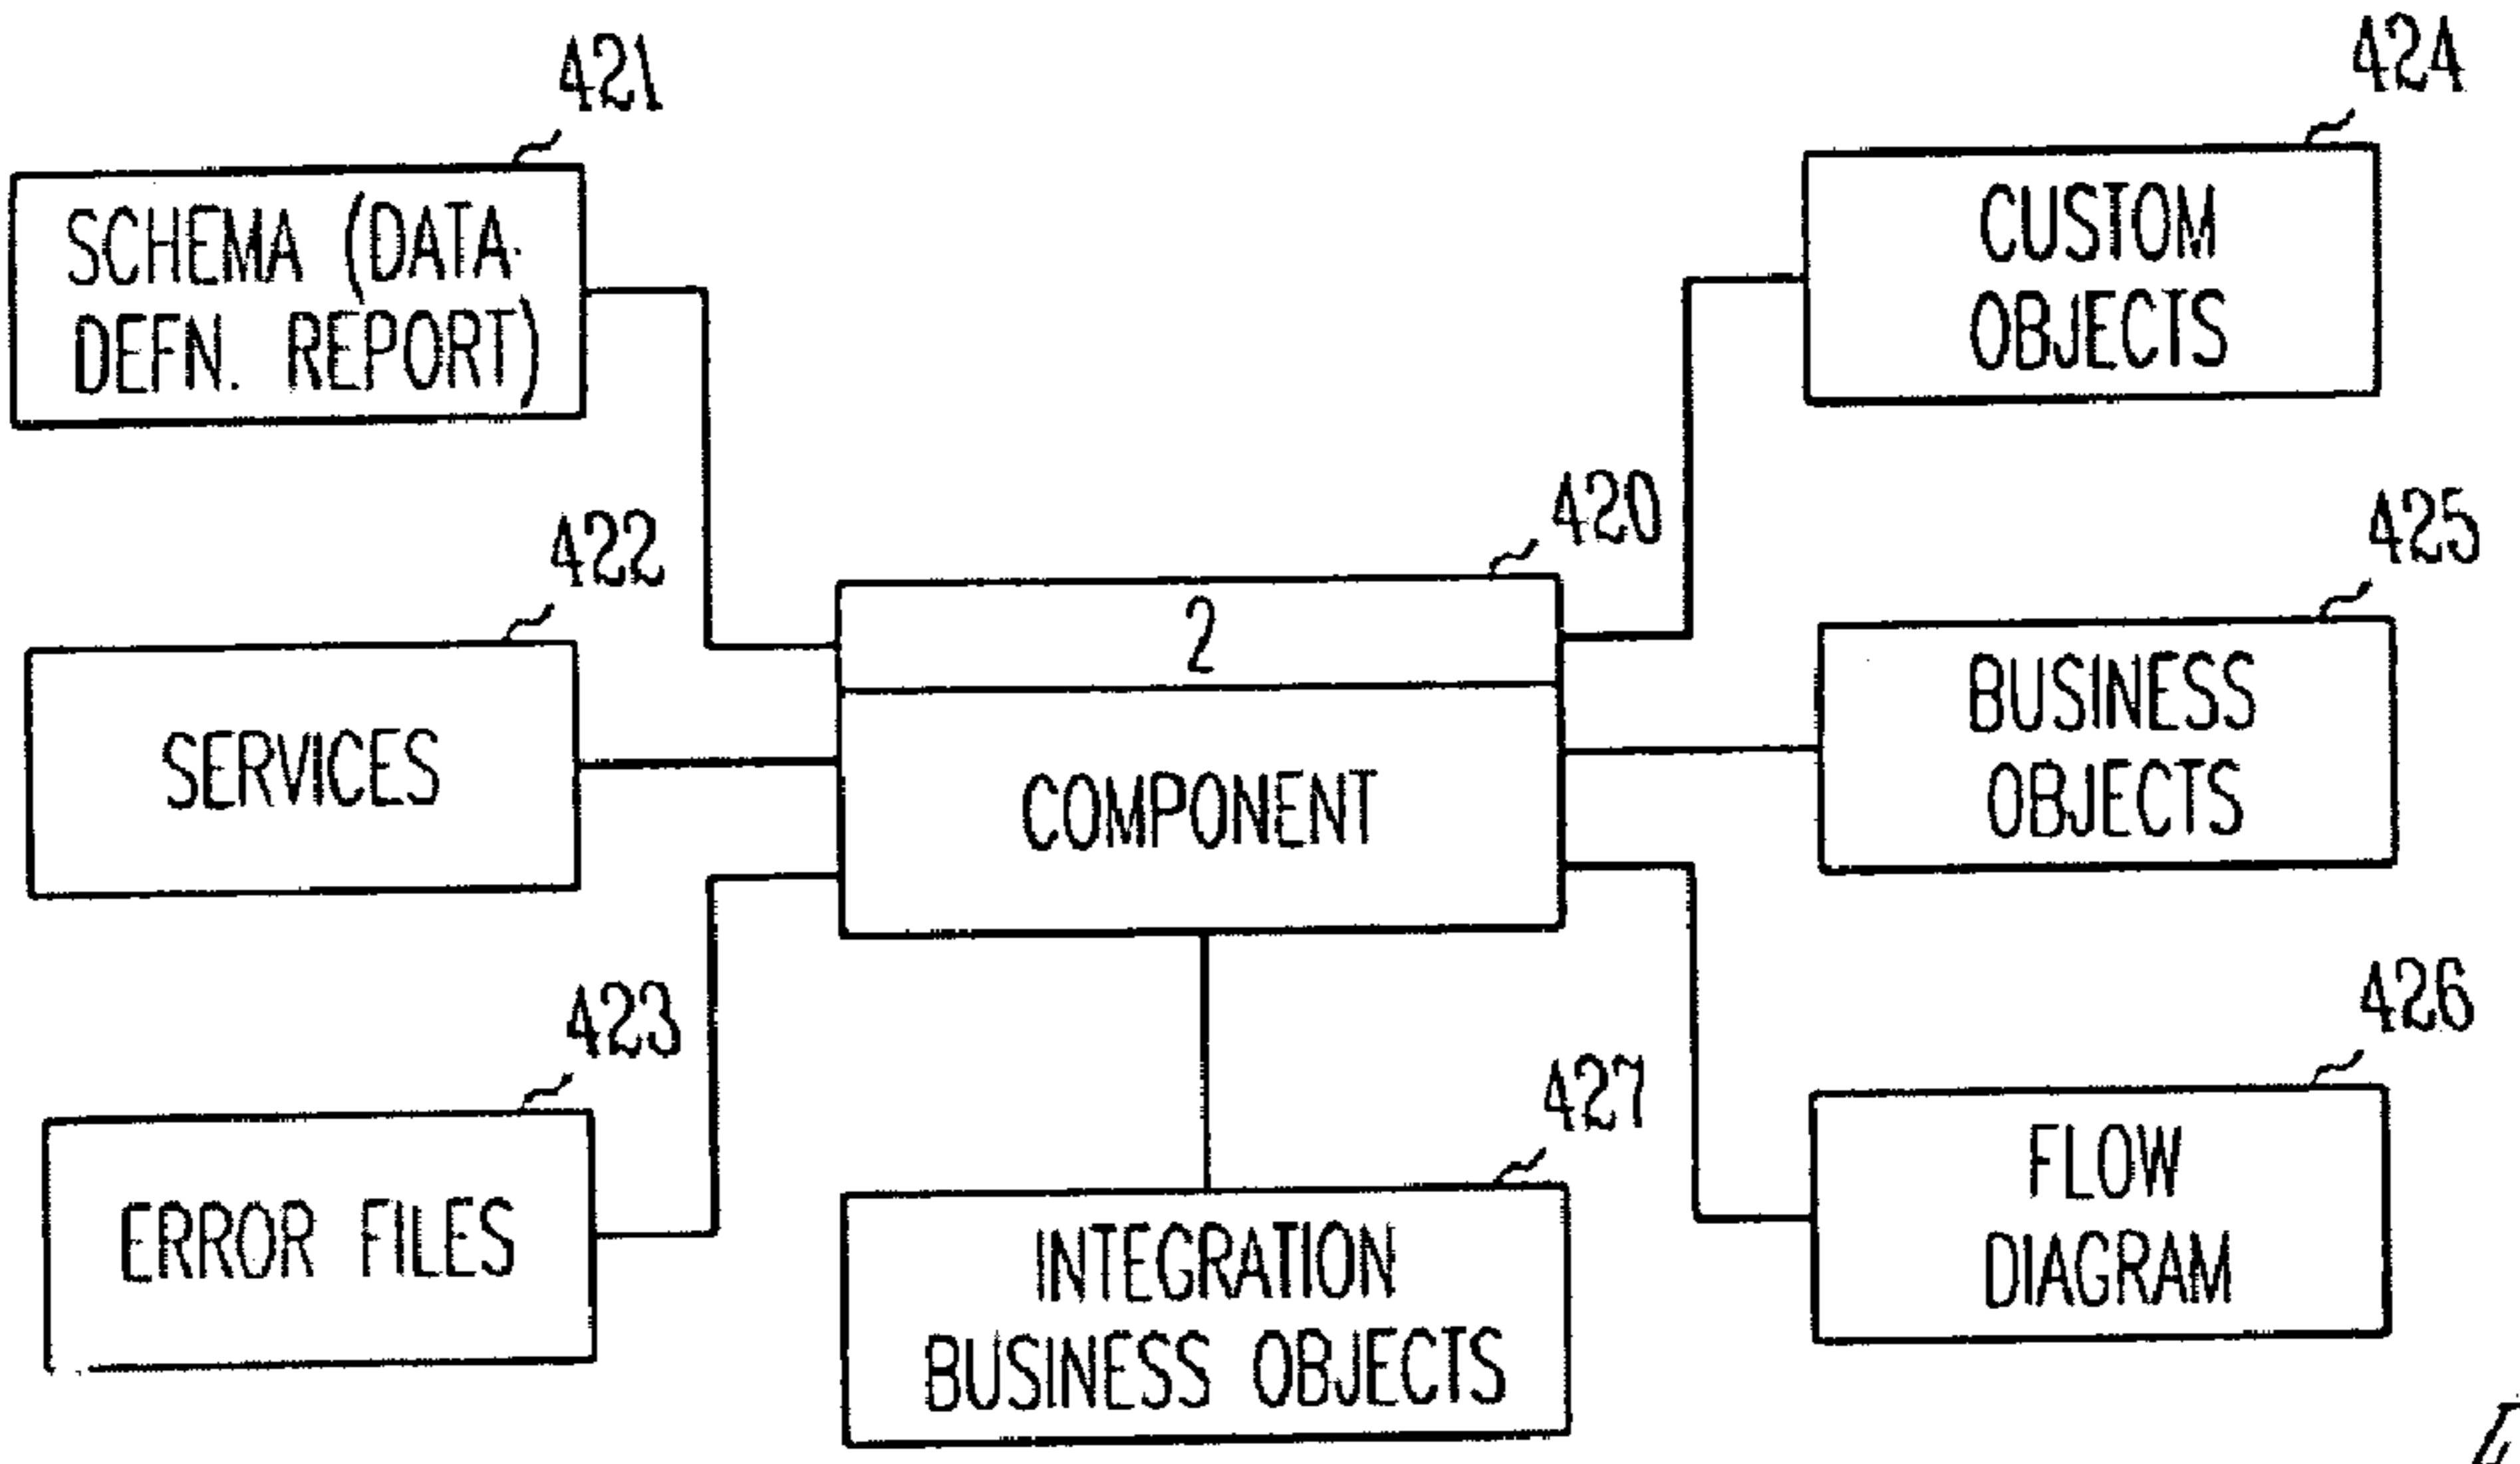 421
SCHEMA (DATA-
DEFN. REPORT)
422
SERVICES
423
ERROR FILES
420
2
COMPONENT
427
INTEGRATION
BUSINESS OBJECTS
424
CUSTOM
OBJECTS
425
BUSINESS
OBJECTS
426
FLOW
DIAGRAM